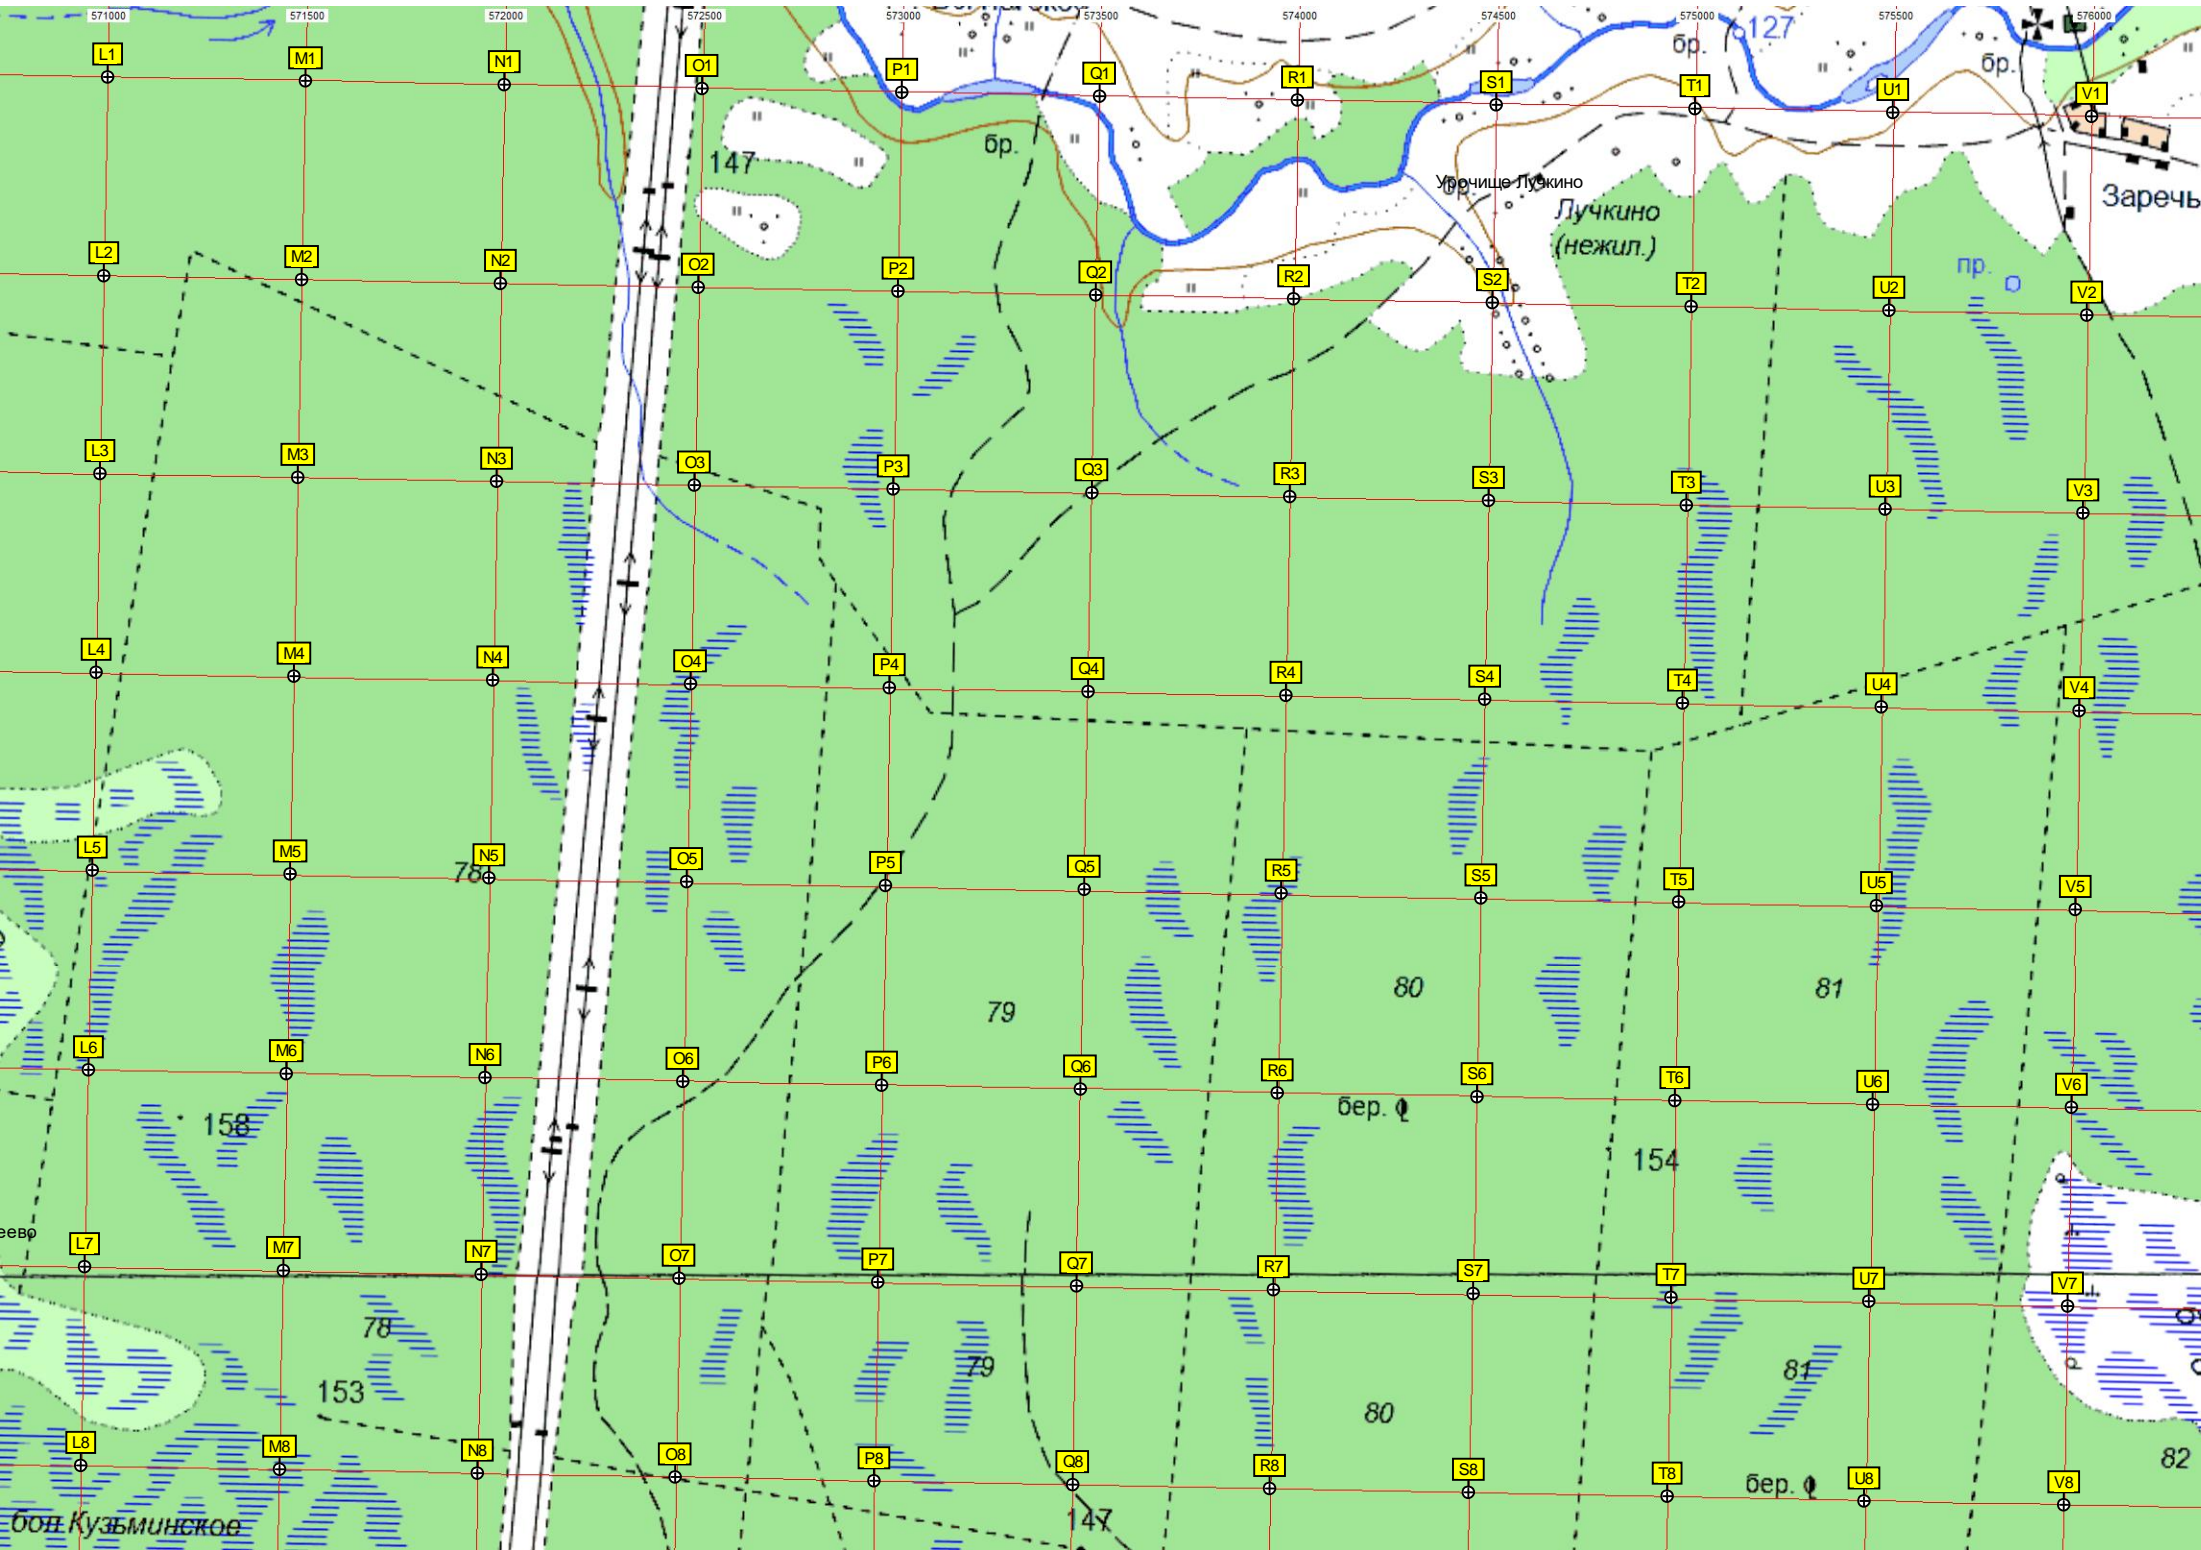 571000 571500 572000 572500 573000 573500 574000 574500 575000 575500 576000
127
бр. бр.
L1 M1 N1 O1 P1 Q1 R1 S1 T1 U1 V1
147 бр.
Урочище Лучкино
бр.
Заречь
Лучкино
(нежил.)
пр.
L2 M2 N2 O2 P2 Q2 R2 S2 T2 U2 V2
L3 M3 N3 O3 P3 Q3 R3 S3 T3 U3 V3
L4 M4 N4 O4 P4 Q4 R4 S4 T4 U4 V4
L5 M5 N5 O5 P5 Q5 R5 S5 T5 U5 V5
78
79 80 81
L6 M6 N6 O6 P6 Q6 R6 S6 T6 U6 V6
158 бер.
154
еево
L7 M7 N7 O7 P7 Q7 R7 S7 T7 U7 V7
78 79 81
153 80
82
L8 M8 N8 O8 P8 Q8 R8 S8 T8 U8 V8
бер.
бол Кузьминское 147